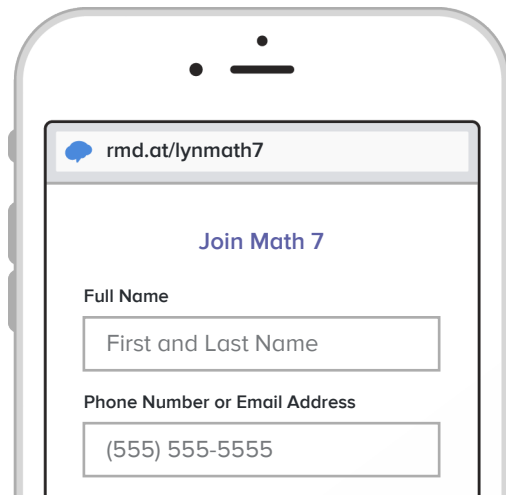 rmd.at/lynmath7
Join Math 7
Full Name
First and Last Name
Phone Number or Email Address
(555) 555-5555